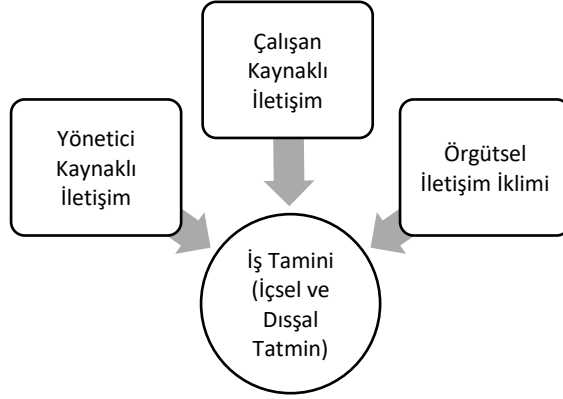 Çalışan
Kaynaklı
İletişim
Yönetici
Kaynaklı
İletişim
Örgütsel
İletişim İklimi
İş Tamini
(İçsel ve
Dışsal
Tatmin)